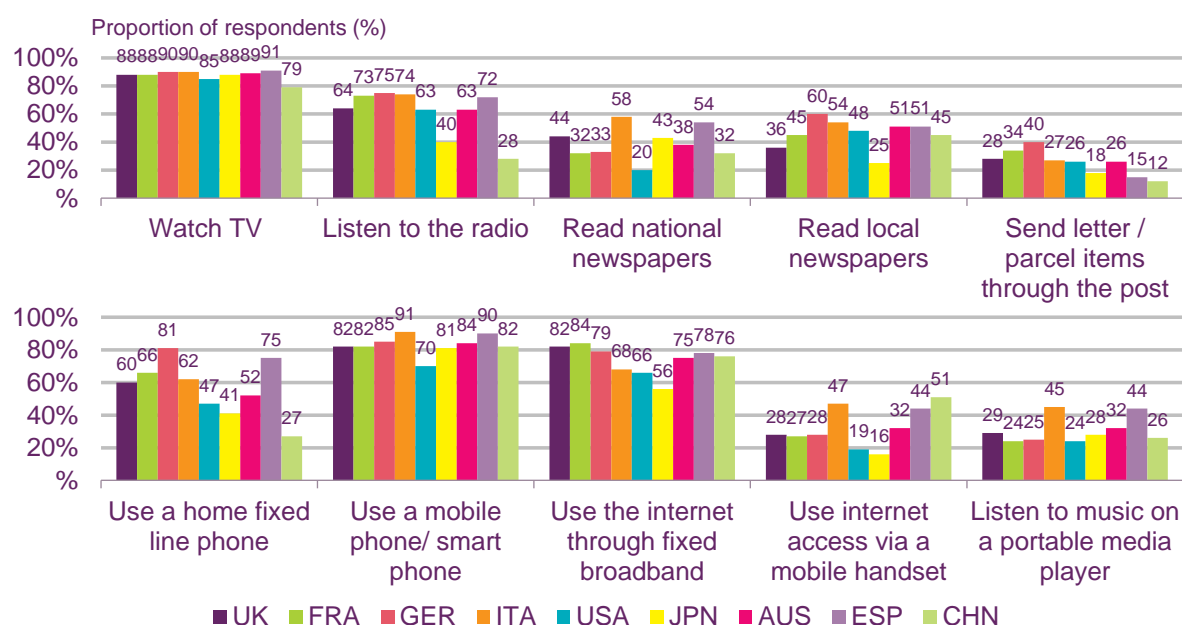 Proportion of respondents (%)
100%
80%
60%
40%
20%
%
88 88 90 90 85 88 89 91 79
64 73 75 74 63 40 63 72 28
44 32 33 58 20 43 38 54 32
36 45 60 54 48 25 51 51 45
28 34 40 27 26 18 26 15 12
Watch TV
Listen to the radio
Read national
newspapers
Read local
newspapers
Send letter /
parcel items
through the post
100%
80%
60%
40%
20%
%
60 66 81 62 47 41 52 75 27
82 82 85 91 70 81 84 90 82
82 84 79 68 66 56 75 78 76
28 27 28 47 19 16 32 44 51
29 24 25 45 24 28 32 44 26
Use a home fixed
line phone
Use a mobile
phone/ smart
phone
Use the internet
through fixed
broadband
Use internet
access via a
mobile handset
Listen to music on
a portable media
player
UK FRA GER ITA USA JPN AUS ESP CHN